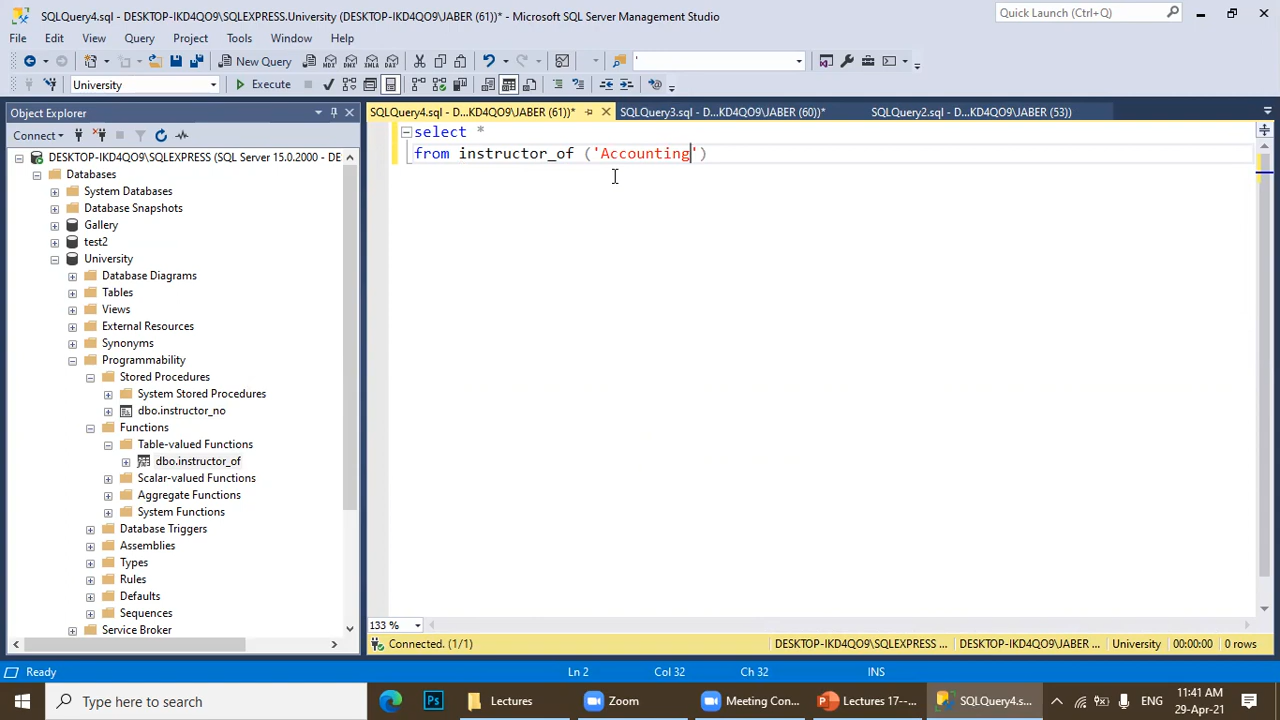 SQLQuery4.sql - DESKTOP-IKD4QO9\SQLEXPRESS.University (DESKTOP-IKD4QO9\JABER (61))* - Microsoft SQL Server Management Studio
Quick Launch (Ctrl+Q)
File Edit View Query Project Tools Window Help
New Query
MDX DMX XMLA DAX
'
University
Execute
Object Explorer
SQLQuery4.sql - D...KD4QO9\JABER (61))*
SQLQuery3.sql - D...KD4QO9\JABER (60))*
SQLQuery2.sql - D...KD4QO9\JABER (53))
Connect
select *
from instructor_of ('Accounting')
DESKTOP-IKD4QO9\SQLEXPRESS (SQL Server 15.0.2000 - DESKT
Databases
System Databases
Database Snapshots
Gallery
test2
University
Database Diagrams
Tables
Views
External Resources
Synonyms
Programmability
Stored Procedures
System Stored Procedures
dbo.instructor_no
Functions
Table-valued Functions
dbo.instructor_of
Scalar-valued Functions
Aggregate Functions
System Functions
Database Triggers
Assemblies
Types
Rules
Defaults
Sequences
Service Broker
133 %
Connected. (1/1)
DESKTOP-IKD4QO9\SQLEXPRESS ...
DESKTOP-IKD4QO9\JABER ...
University
00:00:00
0 rows
Ready
Ln 2
Col 32
Ch 32
INS
Type here to search
Ps
Lectures
Zoom
Meeting Con...
Lectures 17--...
SQLQuery4.s...
ENG
11:41 AM
29-Apr-21